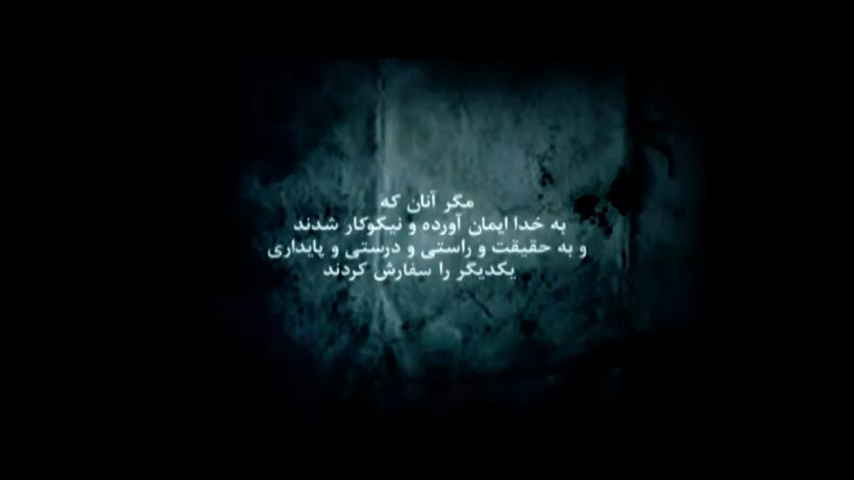 مگر آنان که
به خدا ایمان آورده و نیکوکار شدند
و به حقیقت و راستی و درستی و پایداری
یکدیگر را سفارش کردند